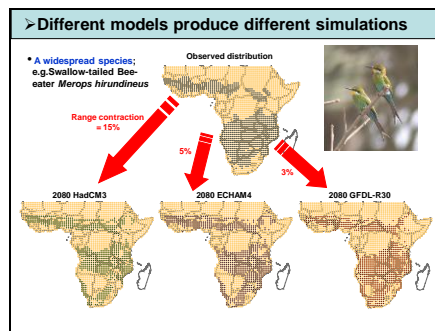 ➢Different models produce different simulations
• A widespread species;
e.g.Swallow-tailed Bee-
eater Merops hirundineus
Observed distribution
Range contraction
= 15%
5%
3%
2080 HadCM3
2080 ECHAM4
2080 GFDL-R30